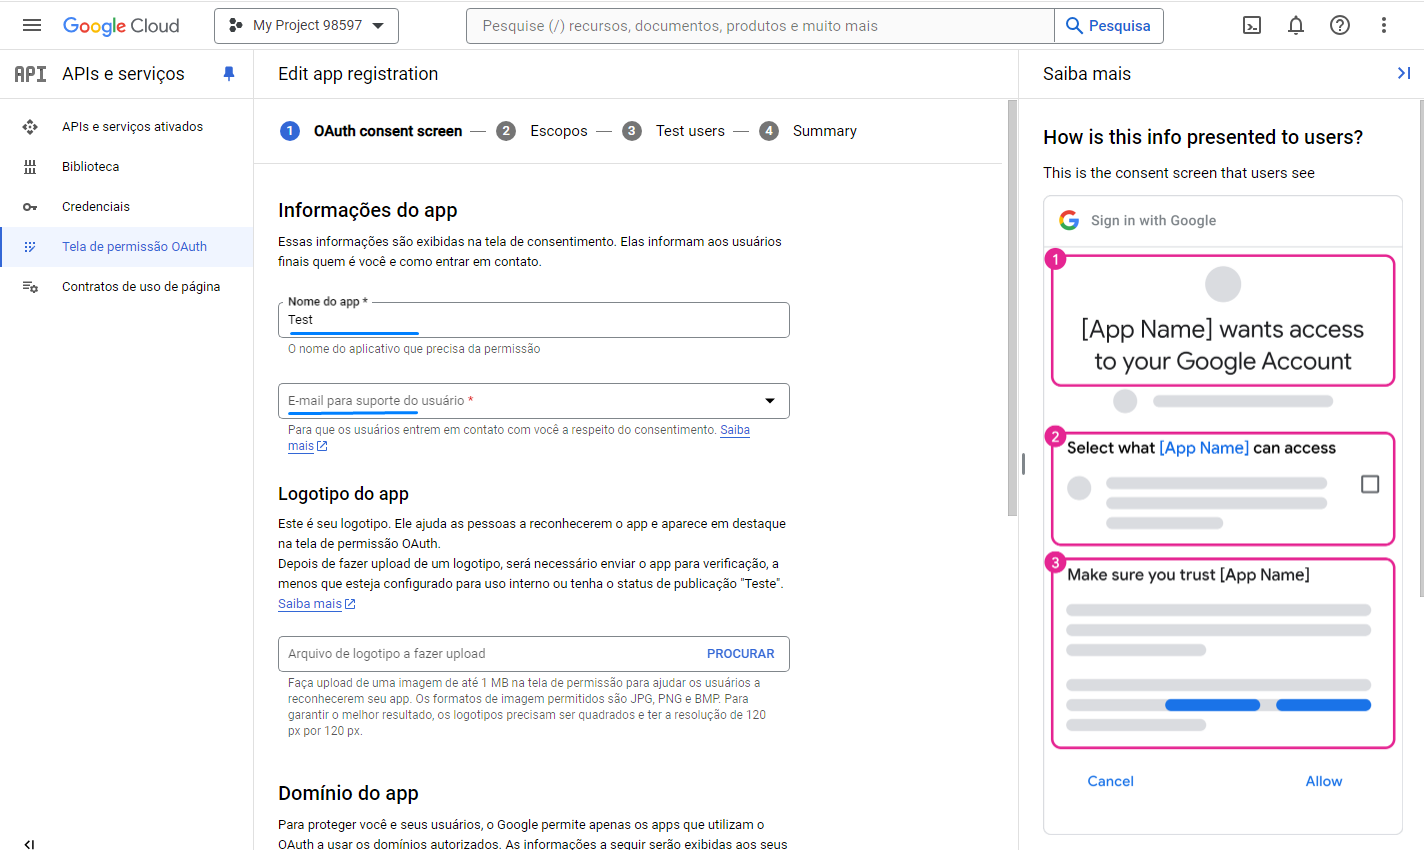 Google Cloud
My Project 98597
Pesquise (/) recursos, documentos, produtos e muito mais
Pesquisa
API
APIs e serviços
APIs e serviços ativados
Biblioteca
Credenciais
Tela de permissão OAuth
Contratos de uso de página
Edit app registration
1 OAuth consent screen — 2 Escopos — 3 Test users — 4 Summary
Informações do app
Essas informações são exibidas na tela de consentimento. Elas informam aos usuários
finais quem é você e como entrar em contato.
Nome do app *
Test
O nome do aplicativo que precisa da permissão
E-mail para suporte do usuário *
Para que os usuários entrem em contato com você a respeito do consentimento. Saiba
mais
Logotipo do app
Este é seu logotipo. Ele ajuda as pessoas a reconhecerem o app e aparece em destaque
na tela de permissão OAuth.
Depois de fazer upload de um logotipo, será necessário enviar o app para verificação, a
menos que esteja configurado para uso interno ou tenha o status de publicação "Teste".
Saiba mais
Arquivo de logotipo a fazer upload
PROCURAR
Faça upload de uma imagem de até 1 MB na tela de permissão para ajudar os usuários a
reconhecerem seu app. Os formatos de imagem permitidos são JPG, PNG e BMP. Para
garantir o melhor resultado, os logotipos precisam ser quadrados e ter a resolução de 120
px por 120 px.
Domínio do app
Para proteger você e seus usuários, o Google permite apenas os apps que utilizam o
OAuth a usar os domínios autorizados. As informações a seguir serão exibidas aos seus
Saiba mais
How is this info presented to users?
This is the consent screen that users see
Sign in with Google
1
[App Name] wants access
to your Google Account
2
Select what [App Name] can access
3
Make sure you trust [App Name]
Cancel
Allow